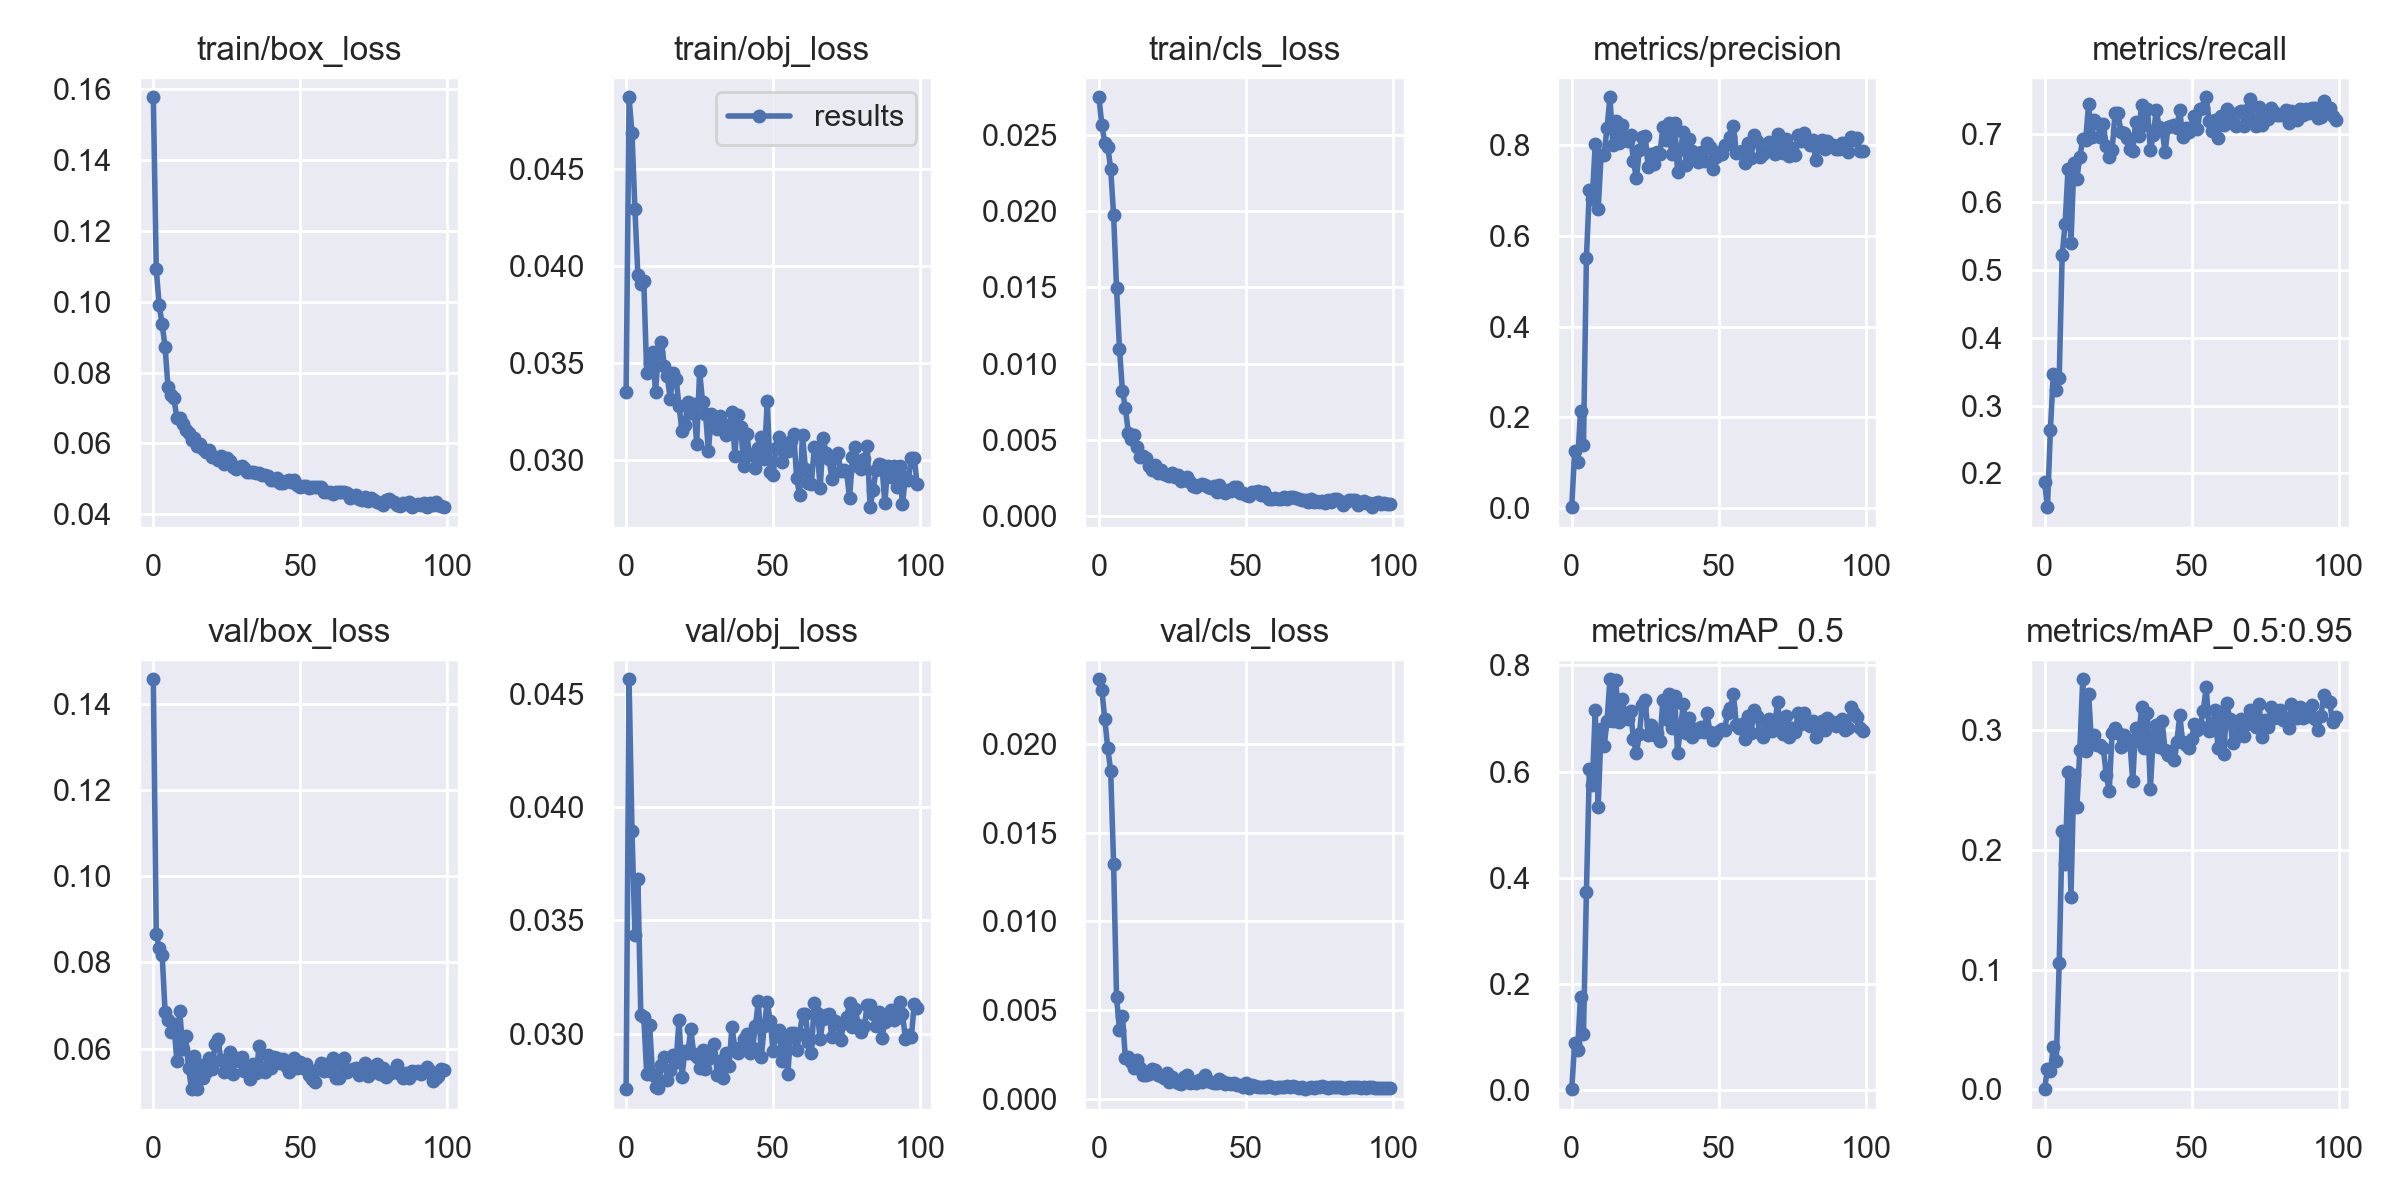 train/box_loss
0.16
0.14
0.12
0.10
0.08
0.06
0.04
0 50 100
train/obj_loss
results
0.045
0.040
0.035
0.030
0 50 100
train/cls_loss
0.025
0.020
0.015
0.010
0.005
0.000
0 50 100
metrics/precision
0.8
0.6
0.4
0.2
0.0
0 50 100
metrics/recall
0.7
0.6
0.5
0.4
0.3
0.2
0 50 100
val/box_loss
0.14
0.12
0.10
0.08
0.06
0 50 100
val/obj_loss
0.045
0.040
0.035
0.030
0 50 100
val/cls_loss
0.020
0.015
0.010
0.005
0.000
0 50 100
metrics/mAP_0.5
0.8
0.6
0.4
0.2
0.0
0 50 100
metrics/mAP_0.5:0.95
0.3
0.2
0.1
0.0
0 50 100